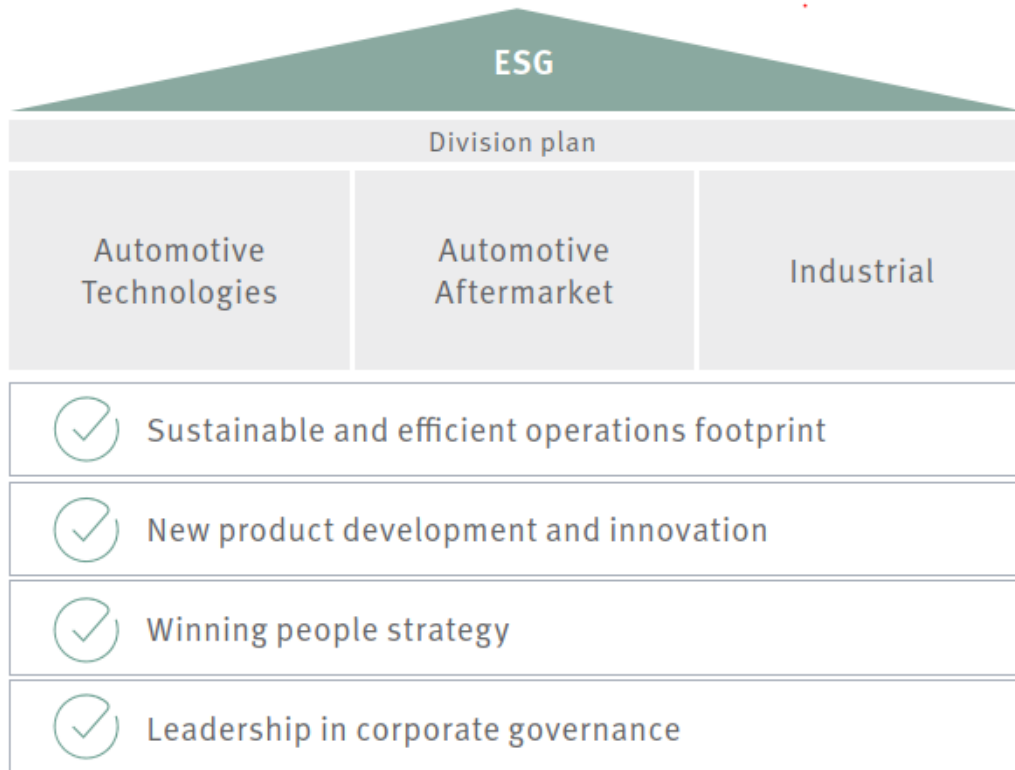 ESG
Division plan
Automotive
Technologies
Automotive
Aftermarket
Industrial
Sustainable and efficient operations footprint
New product development and innovation
Winning people strategy
Leadership in corporate governance